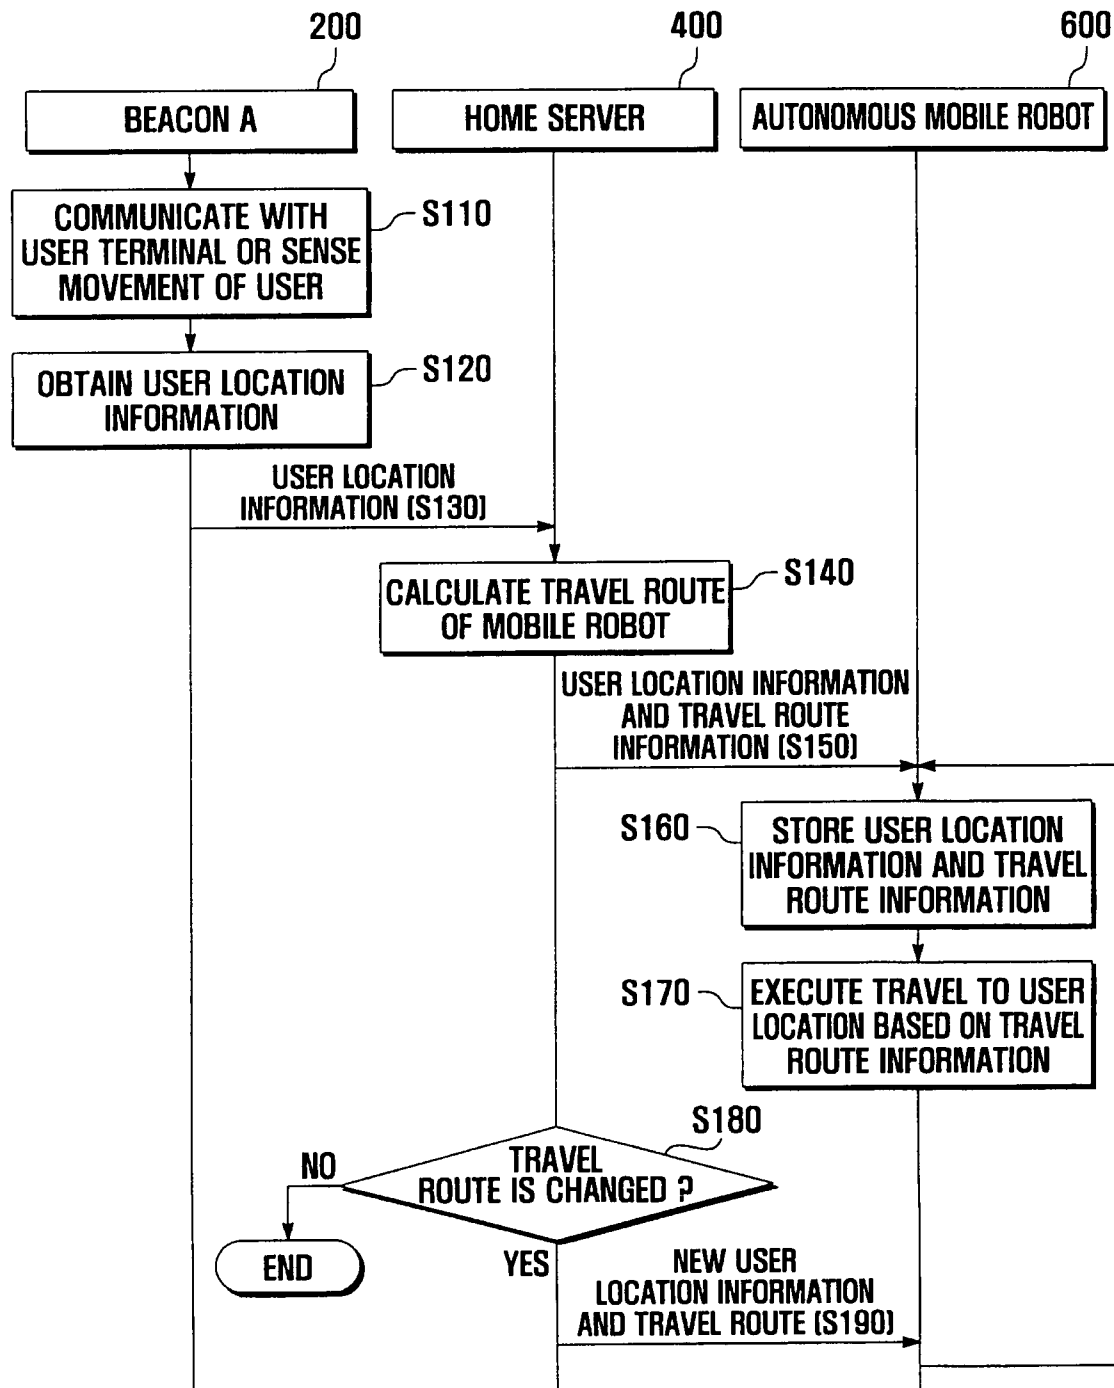 200
400
600
BEACON A
HOME SERVER
AUTONOMOUS MOBILE ROBOT
COMMUNICATE WITH
USER TERMINAL OR SENSE
MOVEMENT OF USER
S110
OBTAIN USER LOCATION
INFORMATION
S120
USER LOCATION
INFORMATION (S130)
CALCULATE TRAVEL ROUTE
OF MOBILE ROBOT
S140
USER LOCATION INFORMATION
AND TRAVEL ROUTE
INFORMATION (S150)
S160
STORE USER LOCATION
INFORMATION AND TRAVEL
ROUTE INFORMATION
S170
EXECUTE TRAVEL TO USER
LOCATION BASED ON TRAVEL
ROUTE INFORMATION
S180
TRAVEL
ROUTE IS CHANGED ?
NO
END
YES
NEW USER
LOCATION INFORMATION
AND TRAVEL ROUTE (S190)